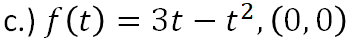 c.) f(t) = 3t − t², (0, 0)